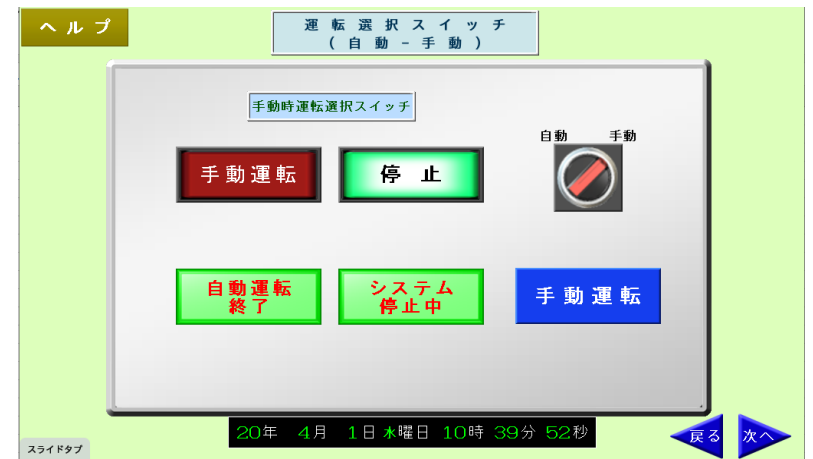 ヘルプ
運転選択スイッチ
(自動-手動)
手動時運転選択スイッチ
自動 手動
手動運転
停止
自動運転
終了
システム
停止中
手動運転
20年 4月 1日水曜日 10時 39分 52秒
戻る
次へ
スライドタブ